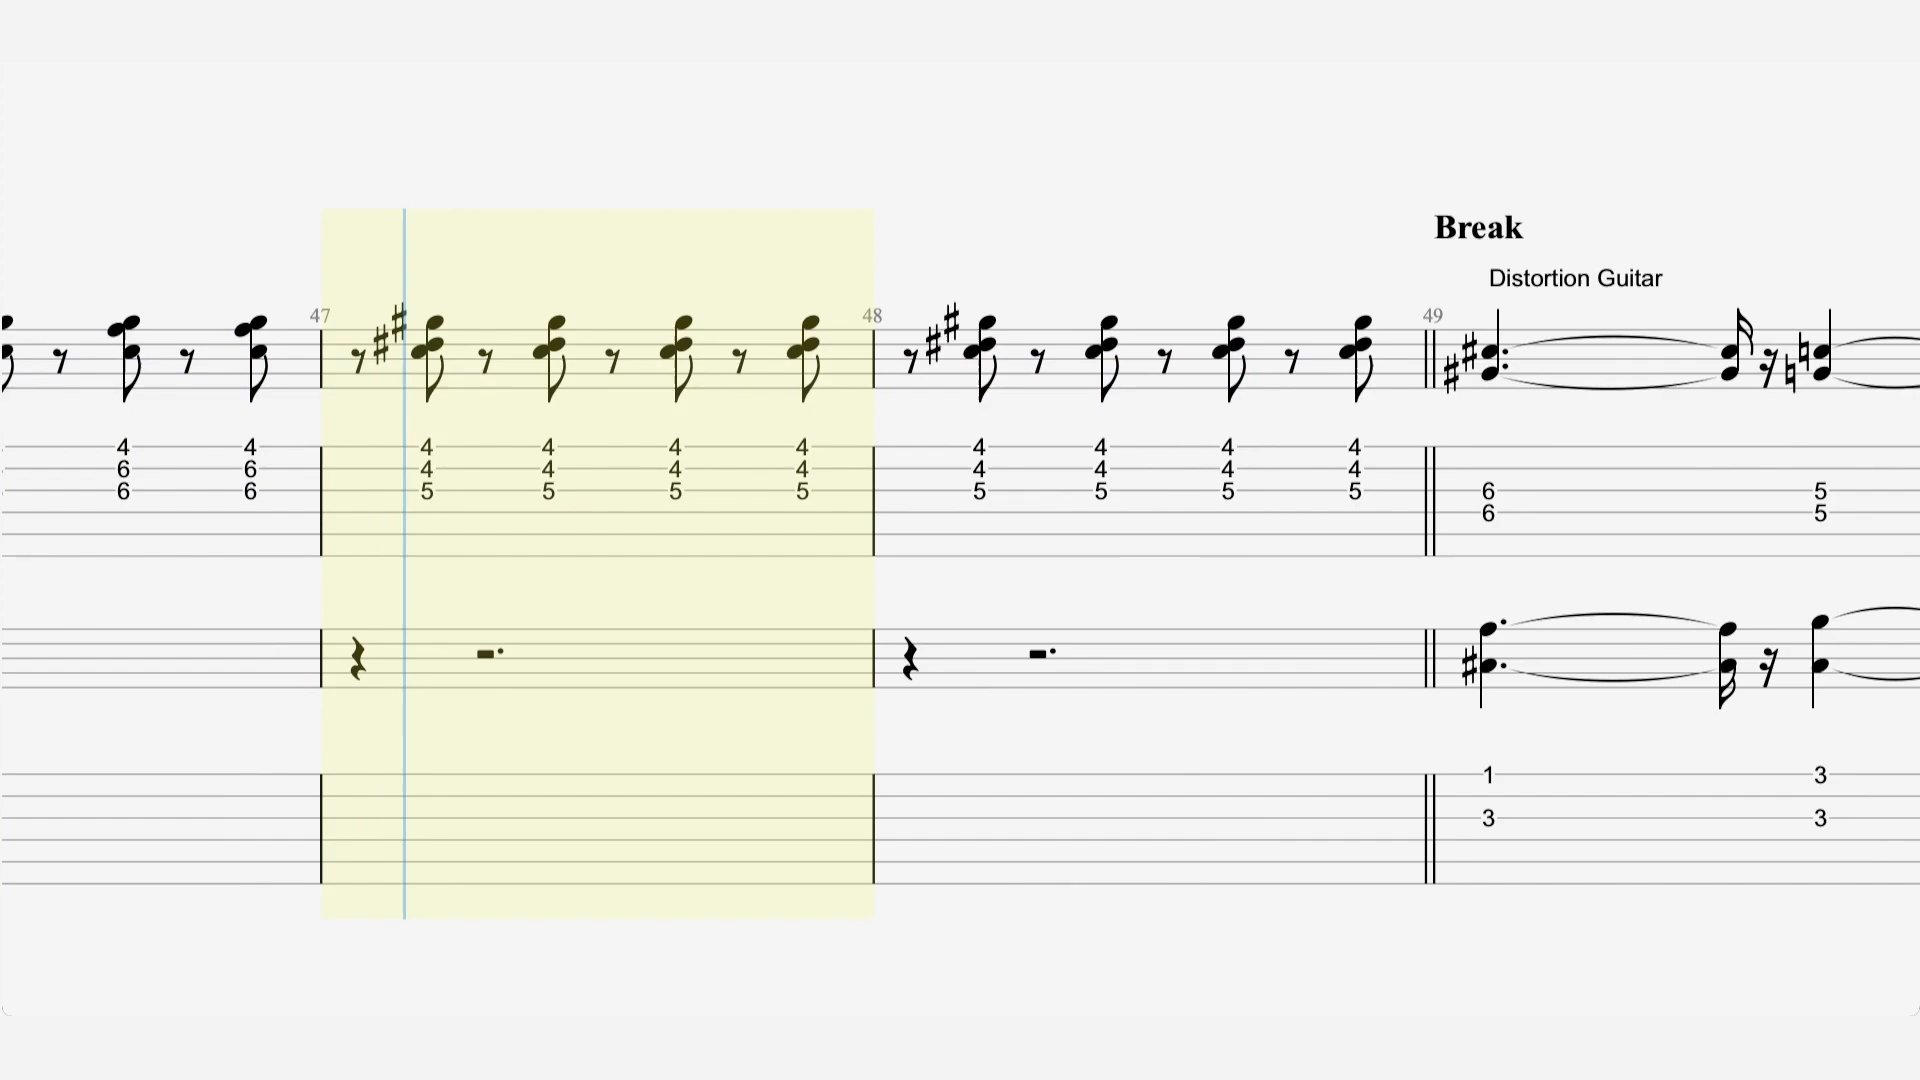 Break
Distortion Guitar
47 48 49
4 4 4 4 4 4 4 4 4 4
6 6 4 4 4 4 4 4 4 4
6 6 5 5 5 5 5 5 5 5 6 5
6 5
1 3
3 3